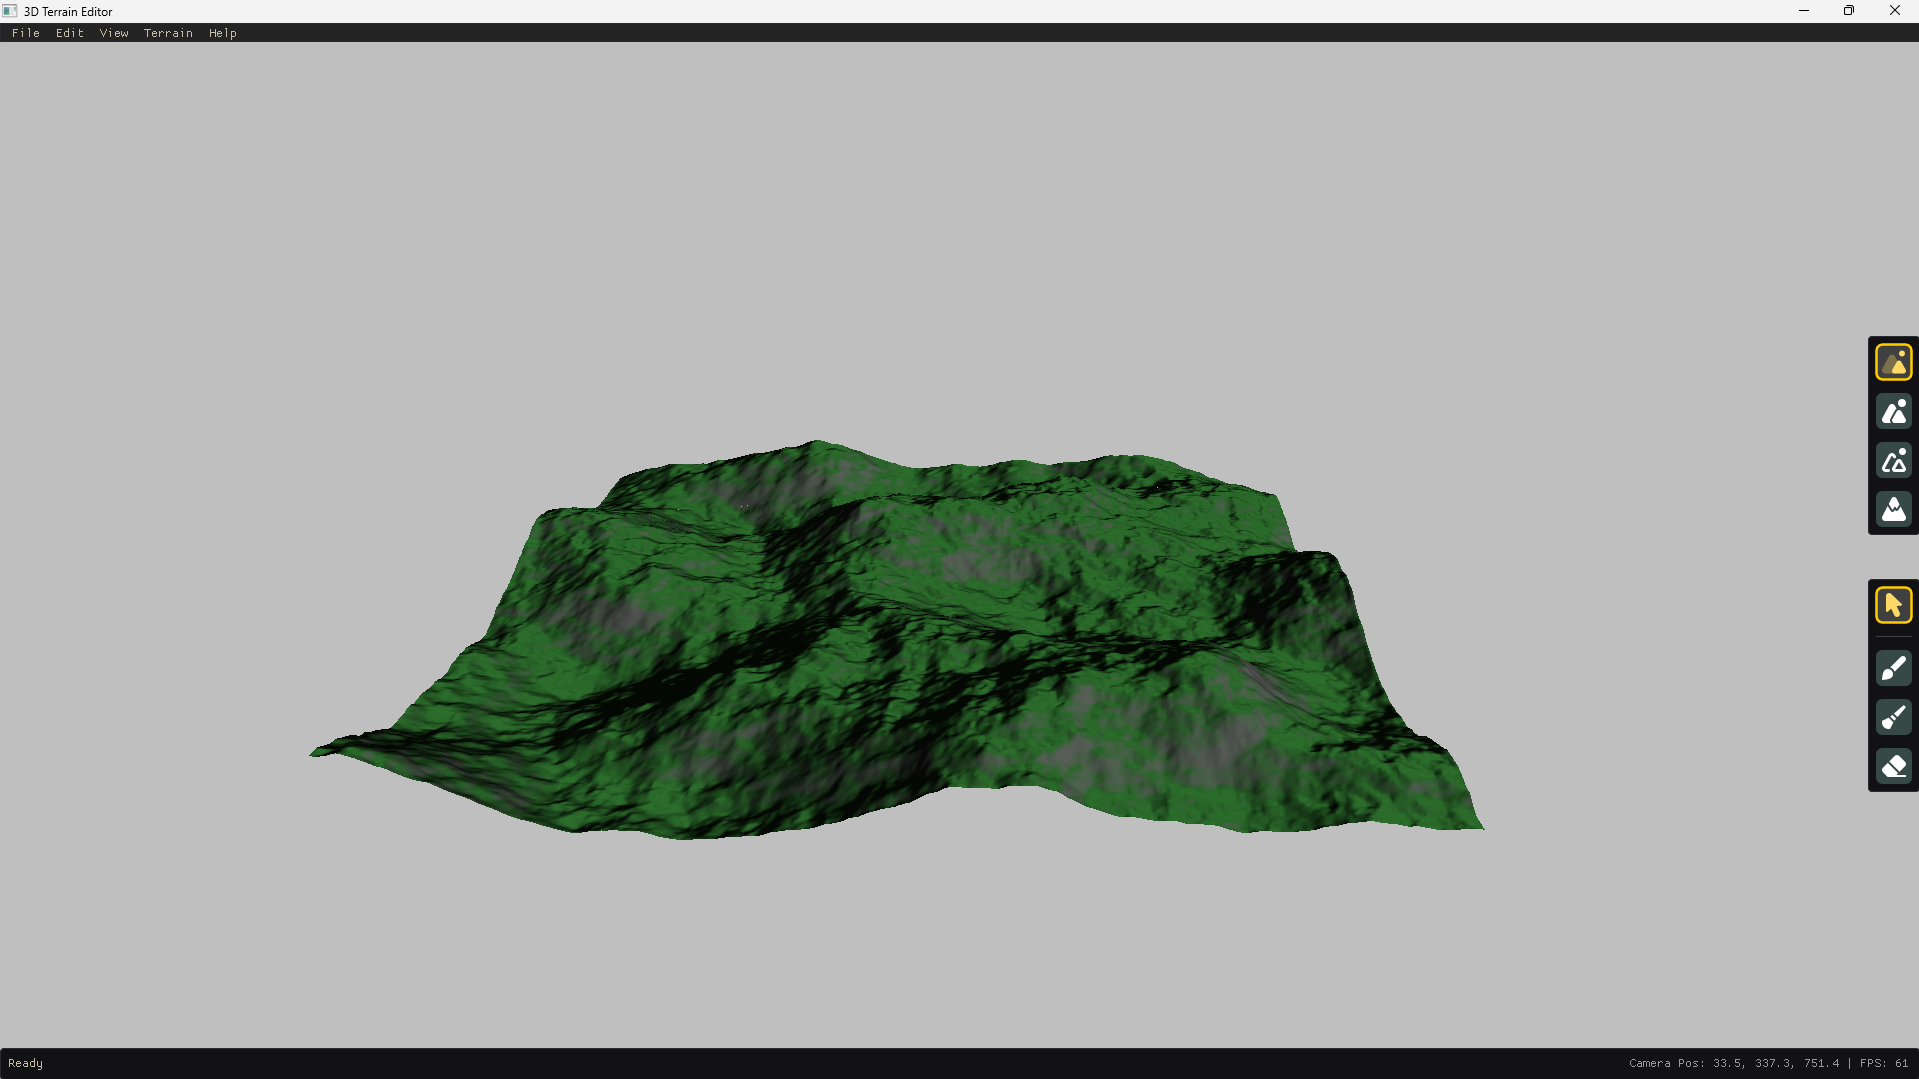 3D Terrain Editor
File Edit View Terrain Help
Ready
Camera Pos: 33.5, 337.3, 751.4 | FPS: 61